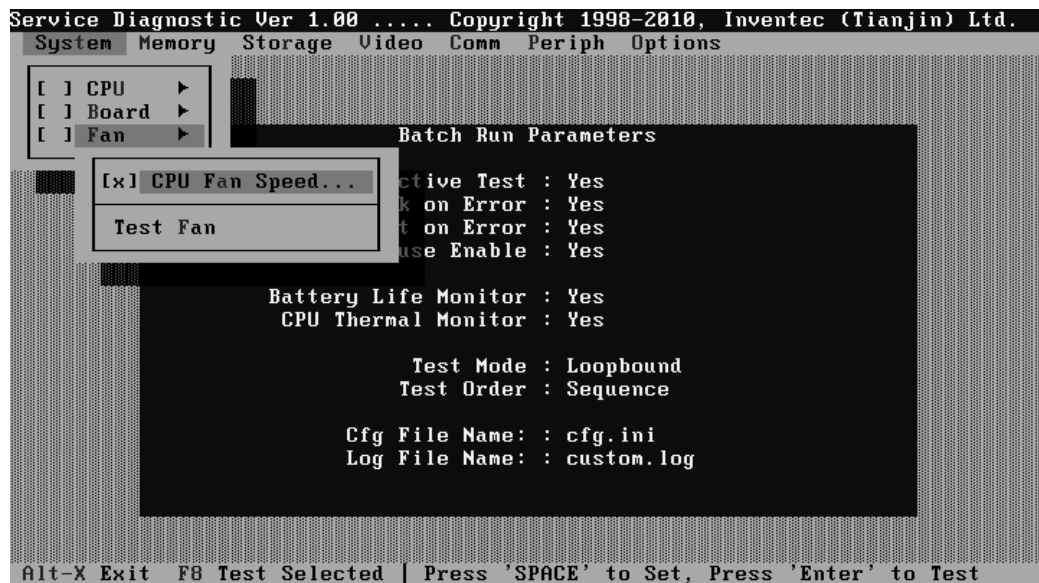 Service Diagnostic Ver 1.00 ..... Copyright 1998-2010, Inventec (Tianjin) Ltd.
System Memory Storage Video Comm Periph Options
[ ] CPU ►
[ ] Board ►
[ ] Fan ►
[x] CPU Fan Speed...
Test Fan
Batch Run Parameters
ctive Test : Yes
k on Error : Yes
t on Error : Yes
use Enable : Yes
Battery Life Monitor : Yes
CPU Thermal Monitor : Yes
Test Mode : Loopbound
Test Order : Sequence
Cfg File Name: : cfg.ini
Log File Name: : custom.log
Alt-X Exit F8 Test Selected | Press 'SPACE' to Set, Press 'Enter' to Test